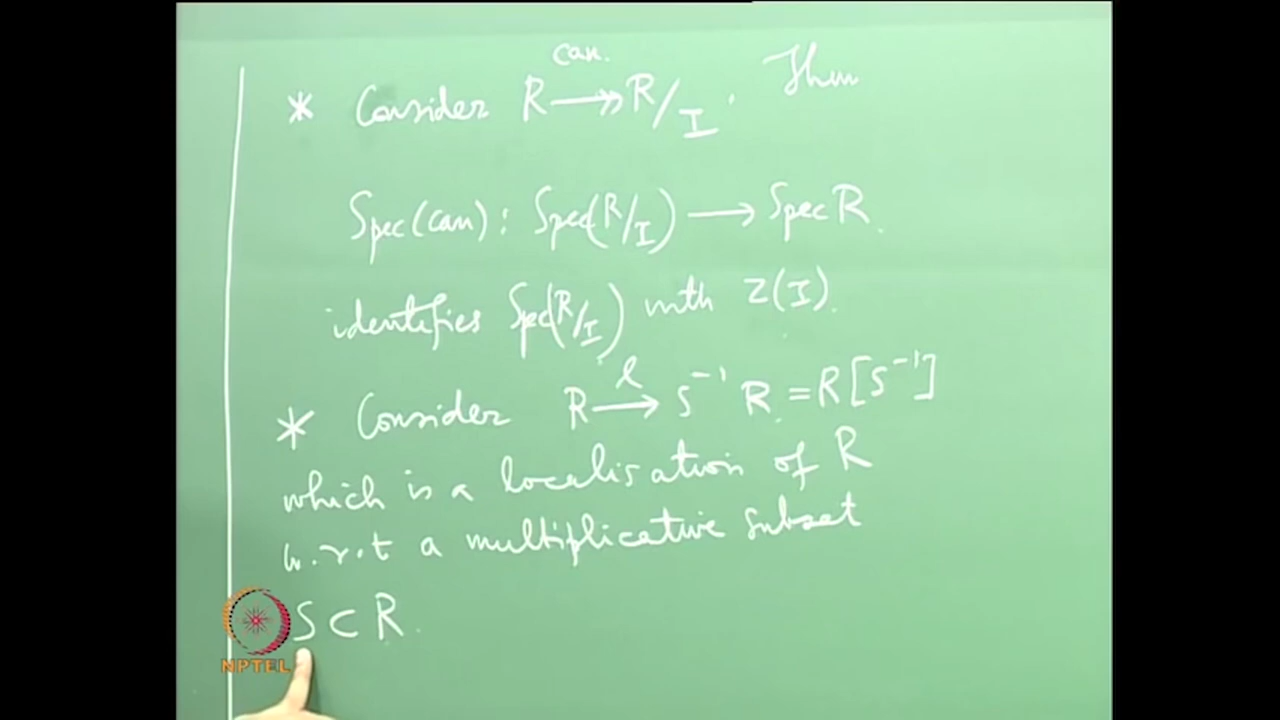 can.
* Consider R ↠ R/I. Then
Spec(can): Spec(R/I) → Spec R.
identifies Spec(R/I) with Z(I).
* Consider R →^l S⁻¹ R = R[S⁻¹]
which is a localisation of R
w.r.t a multiplicative subset
S ⊂ R.
NPTEL